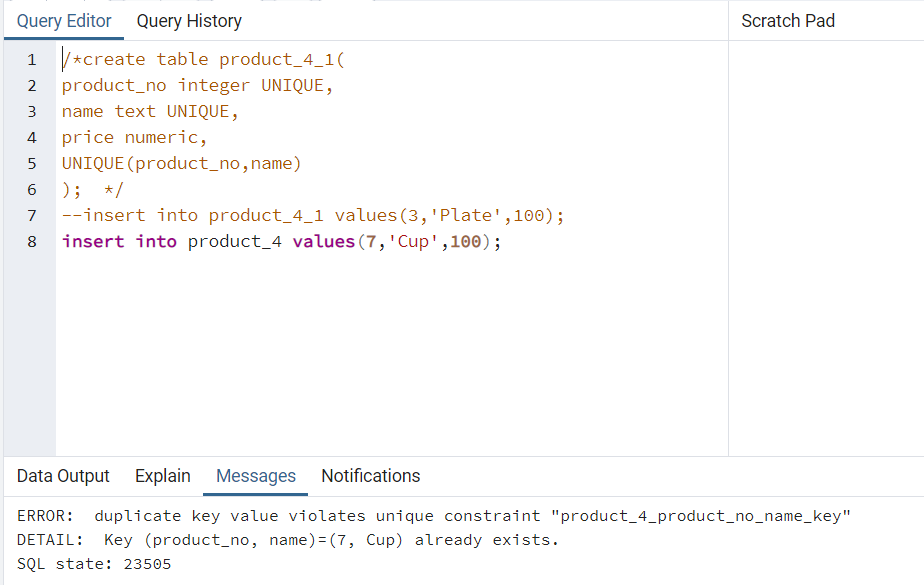 Query Editor Query History Scratch Pad
1 /*create table product_4_1(
2 product_no integer UNIQUE,
3 name text UNIQUE,
4 price numeric,
5 UNIQUE(product_no,name)
6 );  */
7 --insert into product_4_1 values(3,'Plate',100);
8 insert into product_4 values(7,'Cup',100);
Data Output Explain Messages Notifications
ERROR:  duplicate key value violates unique constraint "product_4_product_no_name_key"
DETAIL:  Key (product_no, name)=(7, Cup) already exists.
SQL state: 23505